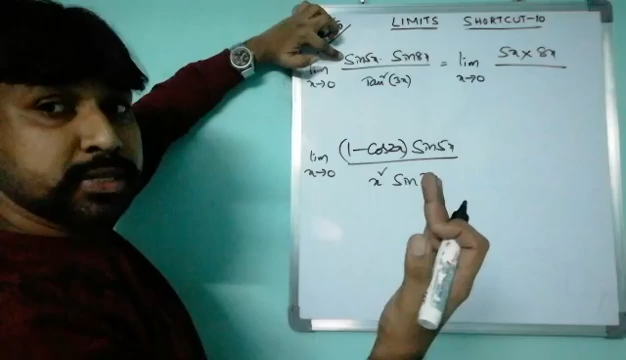 LIMITS SHORTCUT-10
lim x→0 Sin5x · Sin8x / Tan²(3x) = lim x→0 5x × 8x /
lim x→0 (1-Cos2x) Sin5x / x² Sin